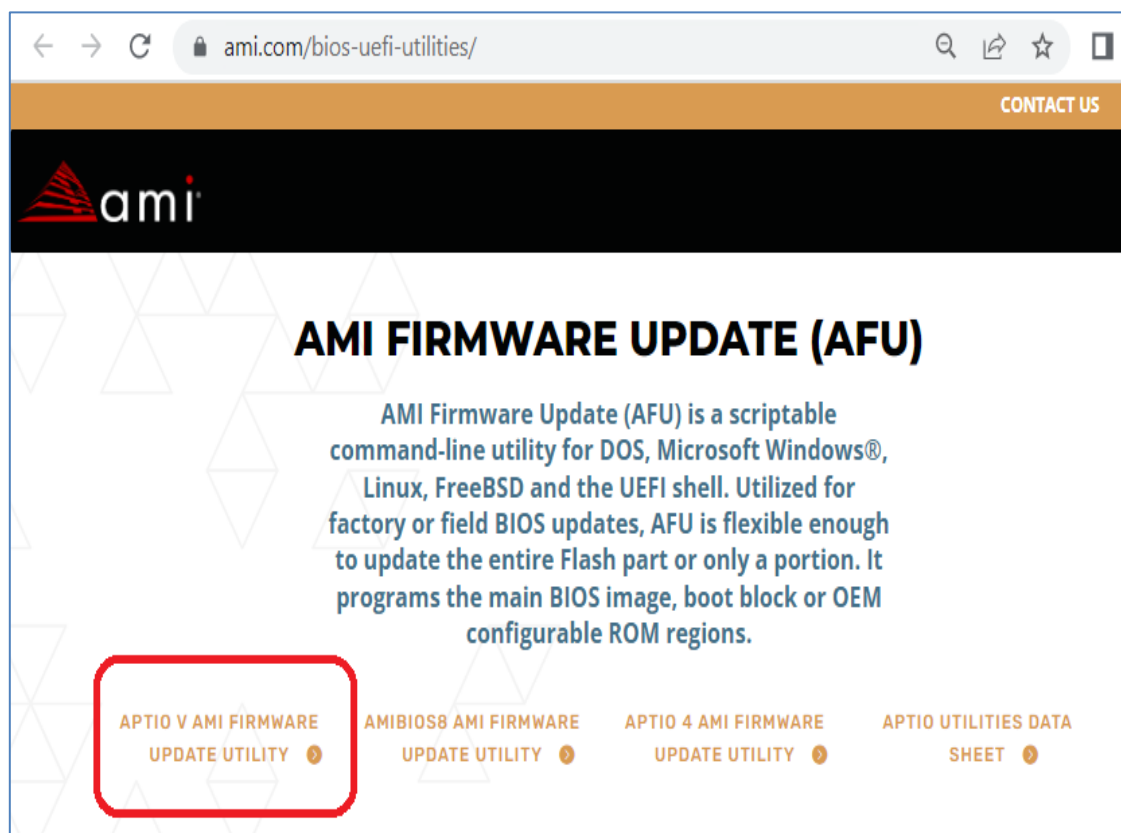 ami.com/bios-uefi-utilities/
CONTACT US
ami
AMI FIRMWARE UPDATE (AFU)
AMI Firmware Update (AFU) is a scriptable
command-line utility for DOS, Microsoft Windows®,
Linux, FreeBSD and the UEFI shell. Utilized for
factory or field BIOS updates, AFU is flexible enough
to update the entire Flash part or only a portion. It
programs the main BIOS image, boot block or OEM
configurable ROM regions.
APTIO V AMI FIRMWARE
UPDATE UTILITY
AMIBIOS8 AMI FIRMWARE
UPDATE UTILITY
APTIO 4 AMI FIRMWARE
UPDATE UTILITY
APTIO UTILITIES DATA
SHEET